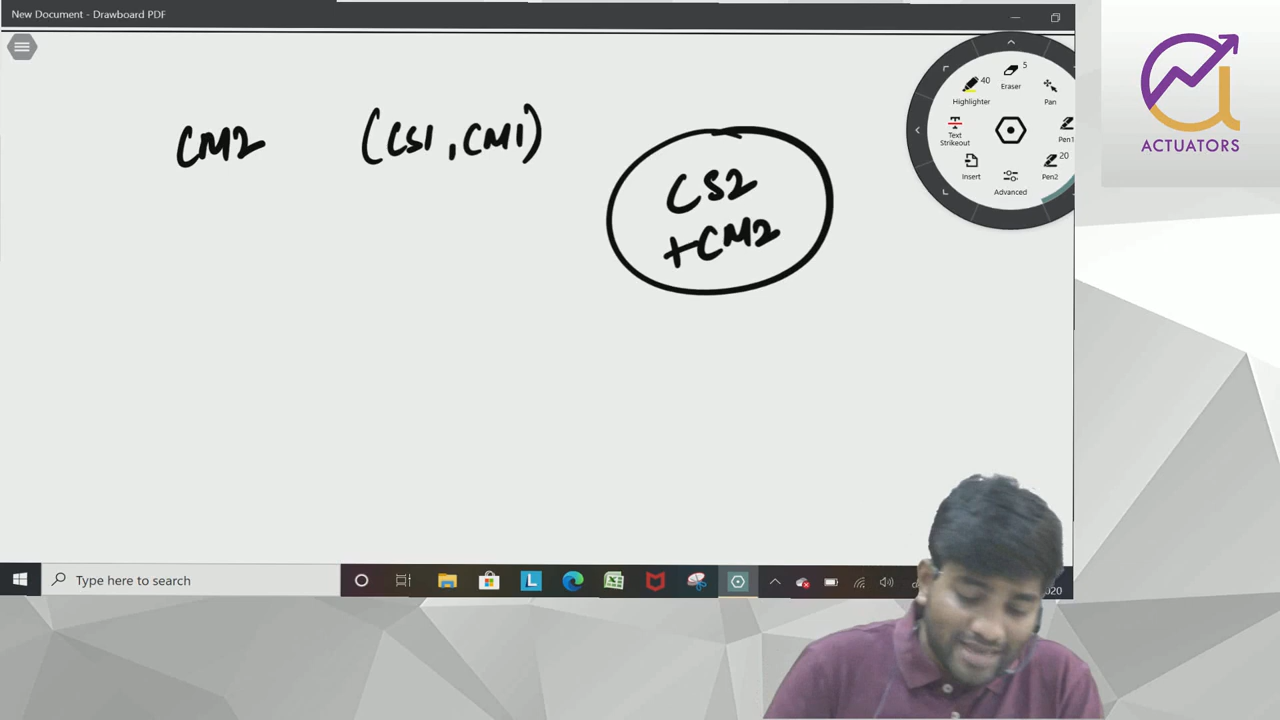 New Document - Drawboard PDF
CM2 (CS1, CM1)
CS2
+CM2
40
Highlighter
5
Eraser
Pan
Text
Strikeout
Pen1
Insert
Advanced
20
Pen2
ACTUATORS
Type here to search